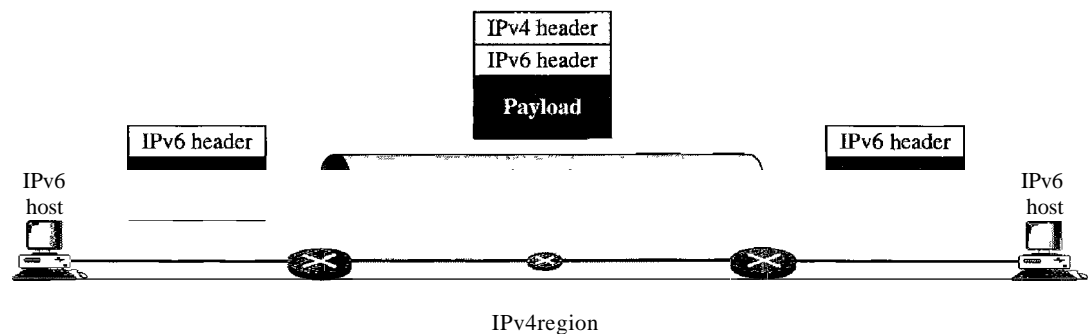 IPv4 header
IPv6 header
Payload
IPv6 header
IPv6 header
IPv6
host
IPv6
host
IPv4region